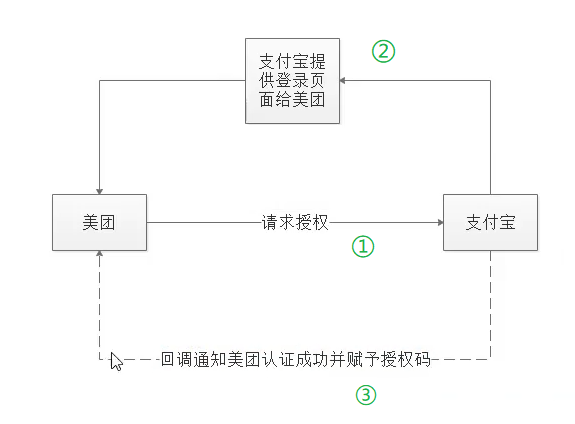 ②
支付宝提
供登录页
面给美团
美团
请求授权
支付宝
①
回调通知美团认证成功并赋予授权码
③